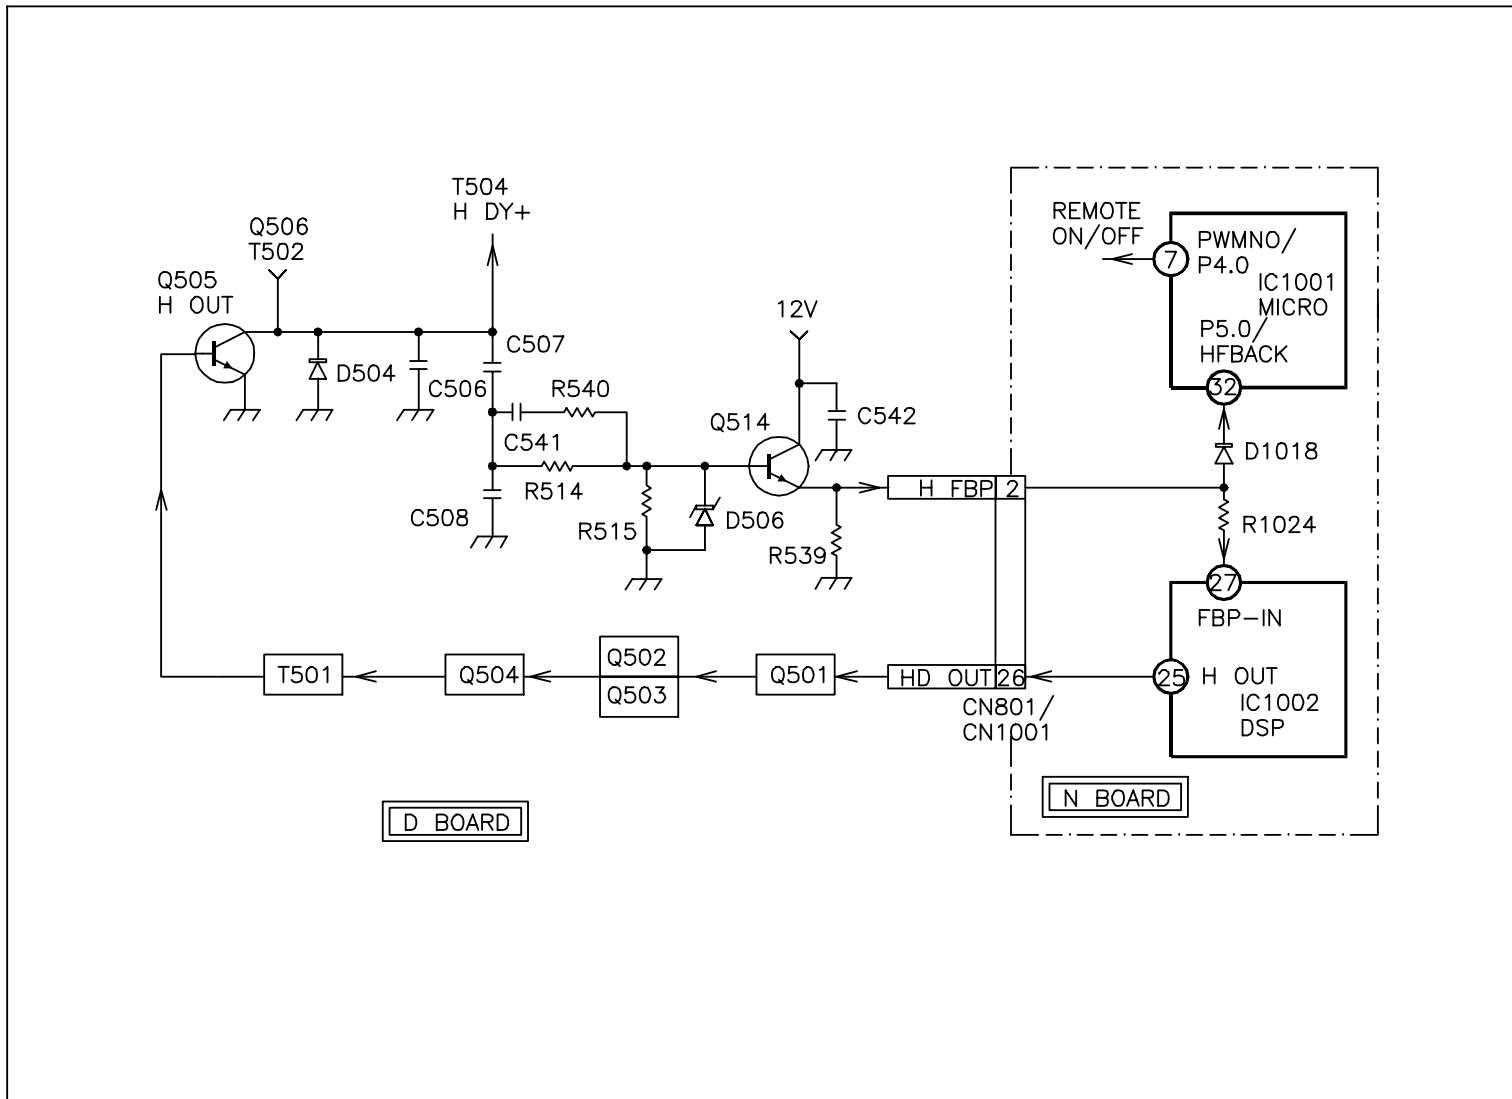 T504
H DY+
Q506
T502
Q505
H OUT
REMOTE
ON/OFF
7
PWMNO/
P4.0
IC1001
MICRO
P5.0/
HFBACK
32
12V
C507
D504
C506
R540
C541
Q514
C542
R514
C508
R515
D506
R539
H FBP 2
D1018
R1024
27
FBP-IN
T501
Q504
Q502
Q503
Q501
HD OUT 26
25
H OUT
IC1002
DSP
CN801/
CN1001
N BOARD
D BOARD